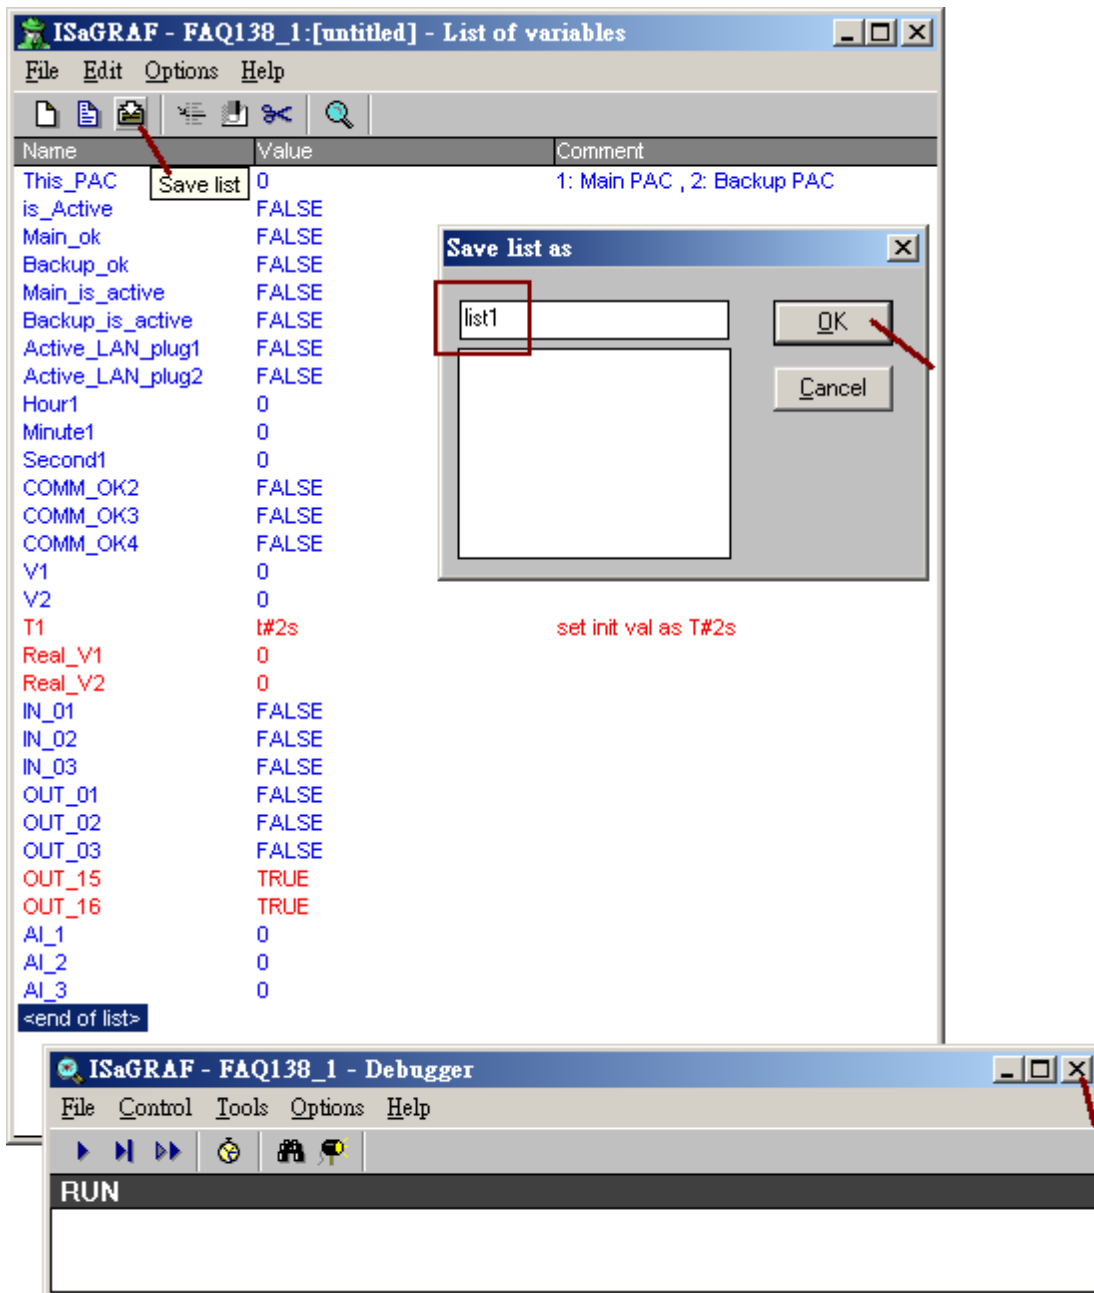 ISaGRAF - FAQ138_1:[untitled] - List of variables
File Edit Options Help
Name Value Comment
This_PAC 0 1: Main PAC , 2: Backup PAC
Save list
is_Active FALSE
Main_ok FALSE
Backup_ok FALSE
Main_is_active FALSE
Backup_is_active FALSE
Active_LAN_plug1 FALSE
Active_LAN_plug2 FALSE
Hour1 0
Minute1 0
Second1 0
COMM_OK2 FALSE
COMM_OK3 FALSE
COMM_OK4 FALSE
V1 0
V2 0
T1 t#2s set init val as T#2s
Real_V1 0
Real_V2 0
IN_01 FALSE
IN_02 FALSE
IN_03 FALSE
OUT_01 FALSE
OUT_02 FALSE
OUT_03 FALSE
OUT_15 TRUE
OUT_16 TRUE
AI_1 0
AI_2 0
AI_3 0
<end of list>
Save list as
list1
OK
Cancel
ISaGRAF - FAQ138_1 - Debugger
File Control Tools Options Help
RUN